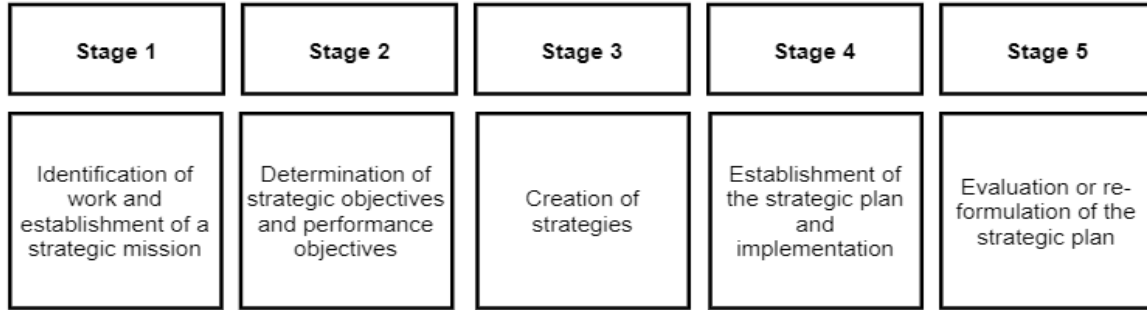 Stage 1
Stage 2
Stage 3
Stage 4
Stage 5
Identification of
work and
establishment of a
strategic mission
Determination of
strategic objectives
and performance
objectives
Creation of
strategies
Establishment of
the strategic plan
and
implementation
Evaluation or re-
formulation of the
strategic plan